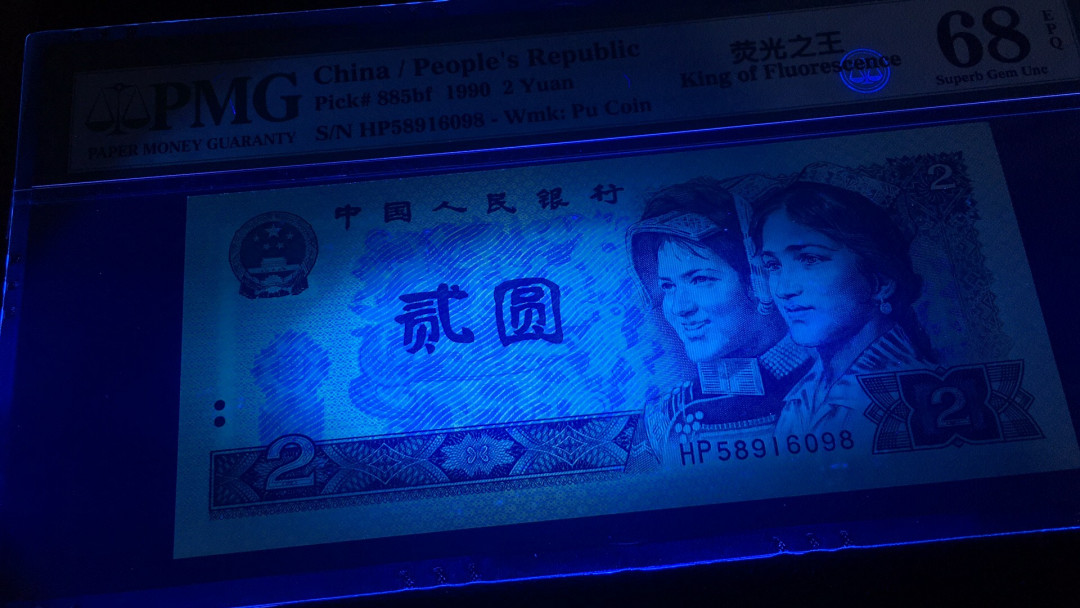 PMG
PAPER MONEY GUARANTY
China / People's Republic
Pick# 885bf 1990 2 Yuan
S/N HP58916098 - Wmk: Pu Coin
荧光之王
King of Fluorescence
68
EPQ
Superb Gem Unc
中国人民银行
2
贰圆
2
2
HP58916098